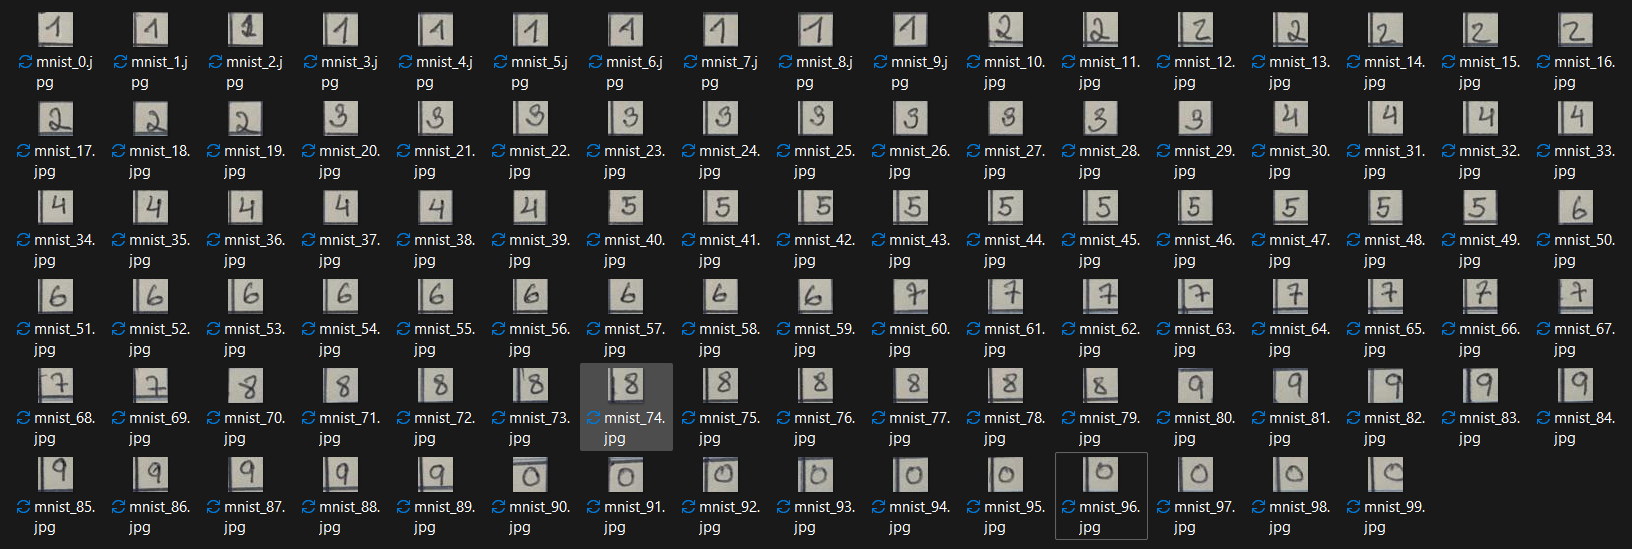 1 1 1 1 1 1 1 1 1 1 2 2 2 2 2 2 2
mnist_0.j mnist_1.j mnist_2.j mnist_3.j mnist_4.j mnist_5.j mnist_6.j mnist_7.j mnist_8.j mnist_9.j mnist_10. mnist_11. mnist_12. mnist_13. mnist_14. mnist_15. mnist_16.
pg pg pg pg pg pg pg pg pg pg jpg jpg jpg jpg jpg jpg jpg
2 2 2 3 3 3 3 3 3 3 3 3 3 4 4 4 4
mnist_17. mnist_18. mnist_19. mnist_20. mnist_21. mnist_22. mnist_23. mnist_24. mnist_25. mnist_26. mnist_27. mnist_28. mnist_29. mnist_30. mnist_31. mnist_32. mnist_33.
jpg jpg jpg jpg jpg jpg jpg jpg jpg jpg jpg jpg jpg jpg jpg jpg jpg
4 4 4 4 4 4 5 5 5 5 5 5 5 5 5 5 6
mnist_34. mnist_35. mnist_36. mnist_37. mnist_38. mnist_39. mnist_40. mnist_41. mnist_42. mnist_43. mnist_44. mnist_45. mnist_46. mnist_47. mnist_48. mnist_49. mnist_50.
jpg jpg jpg jpg jpg jpg jpg jpg jpg jpg jpg jpg jpg jpg jpg jpg jpg
6 6 6 6 6 6 6 6 6 7 7 7 7 7 7 7 7
mnist_51. mnist_52. mnist_53. mnist_54. mnist_55. mnist_56. mnist_57. mnist_58. mnist_59. mnist_60. mnist_61. mnist_62. mnist_63. mnist_64. mnist_65. mnist_66. mnist_67.
jpg jpg jpg jpg jpg jpg jpg jpg jpg jpg jpg jpg jpg jpg jpg jpg jpg
7 7 8 8 8 8 8 8 8 8 8 8 9 9 9 9 9
mnist_68. mnist_69. mnist_70. mnist_71. mnist_72. mnist_73. mnist_74. mnist_75. mnist_76. mnist_77. mnist_78. mnist_79. mnist_80. mnist_81. mnist_82. mnist_83. mnist_84.
jpg jpg jpg jpg jpg jpg jpg jpg jpg jpg jpg jpg jpg jpg jpg jpg jpg
9 9 9 9 9 0 0 0 0 0 0 0 0 0 0
mnist_85. mnist_86. mnist_87. mnist_88. mnist_89. mnist_90. mnist_91. mnist_92. mnist_93. mnist_94. mnist_95. mnist_96. mnist_97. mnist_98. mnist_99.
jpg jpg jpg jpg jpg jpg jpg jpg jpg jpg jpg jpg jpg jpg jpg